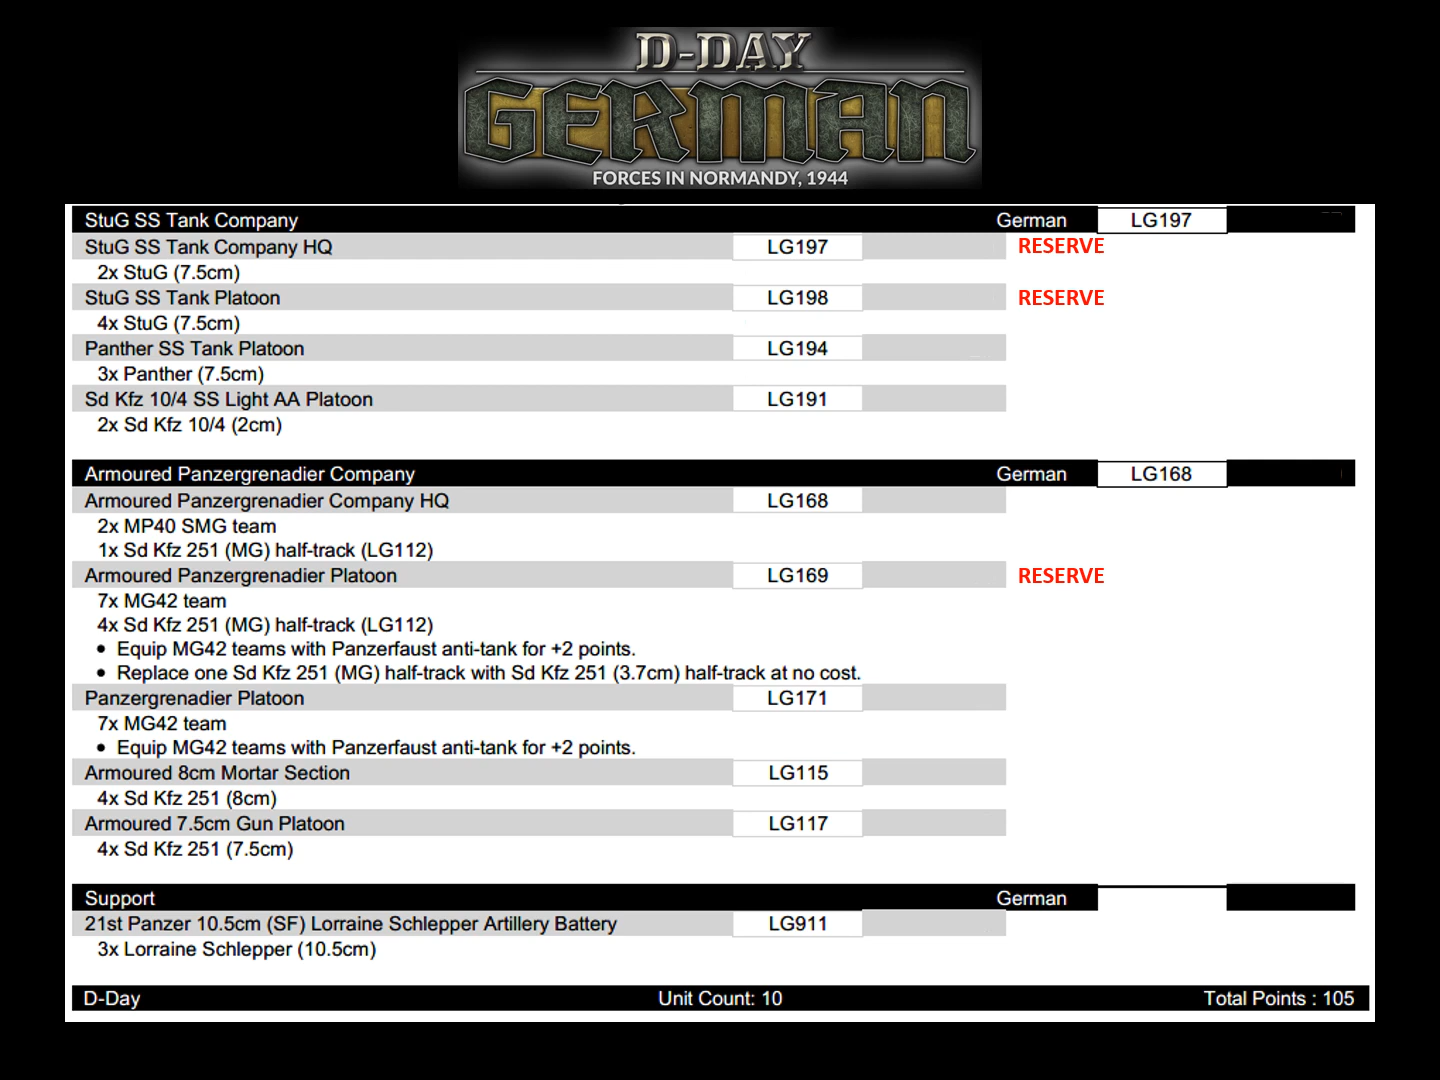 D-DAY
GERMAN
FORCES IN NORMANDY, 1944
StuG SS Tank Company German LG197
StuG SS Tank Company HQ LG197 RESERVE
2x StuG (7.5cm)
StuG SS Tank Platoon LG198 RESERVE
4x StuG (7.5cm)
Panther SS Tank Platoon LG194
3x Panther (7.5cm)
Sd Kfz 10/4 SS Light AA Platoon LG191
2x Sd Kfz 10/4 (2cm)
Armoured Panzergrenadier Company German LG168
Armoured Panzergrenadier Company HQ LG168
2x MP40 SMG team
1x Sd Kfz 251 (MG) half-track (LG112)
Armoured Panzergrenadier Platoon LG169 RESERVE
7x MG42 team
4x Sd Kfz 251 (MG) half-track (LG112)
• Equip MG42 teams with Panzerfaust anti-tank for +2 points.
• Replace one Sd Kfz 251 (MG) half-track with Sd Kfz 251 (3.7cm) half-track at no cost.
Panzergrenadier Platoon LG171
7x MG42 team
• Equip MG42 teams with Panzerfaust anti-tank for +2 points.
Armoured 8cm Mortar Section LG115
4x Sd Kfz 251 (8cm)
Armoured 7.5cm Gun Platoon LG117
4x Sd Kfz 251 (7.5cm)
Support German
21st Panzer 10.5cm (SF) Lorraine Schlepper Artillery Battery LG911
3x Lorraine Schlepper (10.5cm)
D-Day Unit Count: 10 Total Points : 105